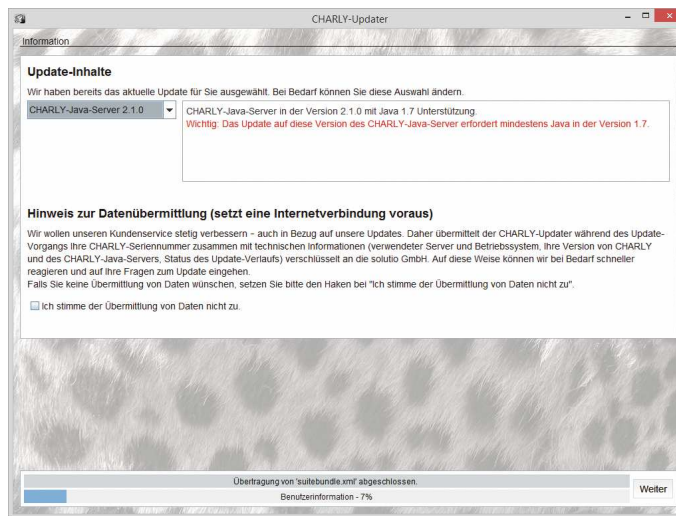 CHARLY-Updater
Information
Update-Inhalte
Wir haben bereits das aktuelle Update für Sie ausgewählt. Bei Bedarf können Sie diese Auswahl ändern.
CHARLY-Java-Server 2.1.0
CHARLY-Java-Server in der Version 2.1.0 mit Java 1.7 Unterstützung.
Wichtig: Das Update auf diese Version des CHARLY-Java-Server erfordert mindestens Java in der Version 1.7.
Hinweis zur Datenübermittlung (setzt eine Internetverbindung voraus)
Wir wollen unseren Kundenservice stetig verbessern - auch in Bezug auf unsere Updates. Daher übermittelt der CHARLY-Updater während des Update-
Vorgangs Ihre CHARLY-Seriennummer zusammen mit technischen Informationen (verwendeter Server und Betriebssystem, Ihre Version von CHARLY
und des CHARLY-Java-Servers, Status des Update-Verlaufs) verschlüsselt an die solutio GmbH. Auf diese Weise können wir bei Bedarf schneller
reagieren und auf Ihre Fragen zum Update eingehen.
Falls Sie keine Übermittlung von Daten wünschen, setzen Sie bitte den Haken bei "Ich stimme der Übermittlung von Daten nicht zu".
Ich stimme der Übermittlung von Daten nicht zu.
Übertragung von 'suitebundle.xml' abgeschlossen.
Benutzerinformation - 7%
Weiter